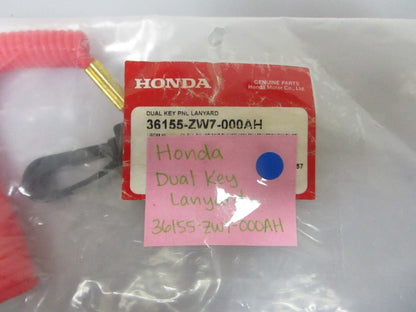 HONDA
GENUINE PARTS
Honda Motor Co., Ltd.
DUAL KEY PNL LANYARD
36155-ZW7-000AH
Honda
Dual Key
Lanyard
36155-ZW7-000AH